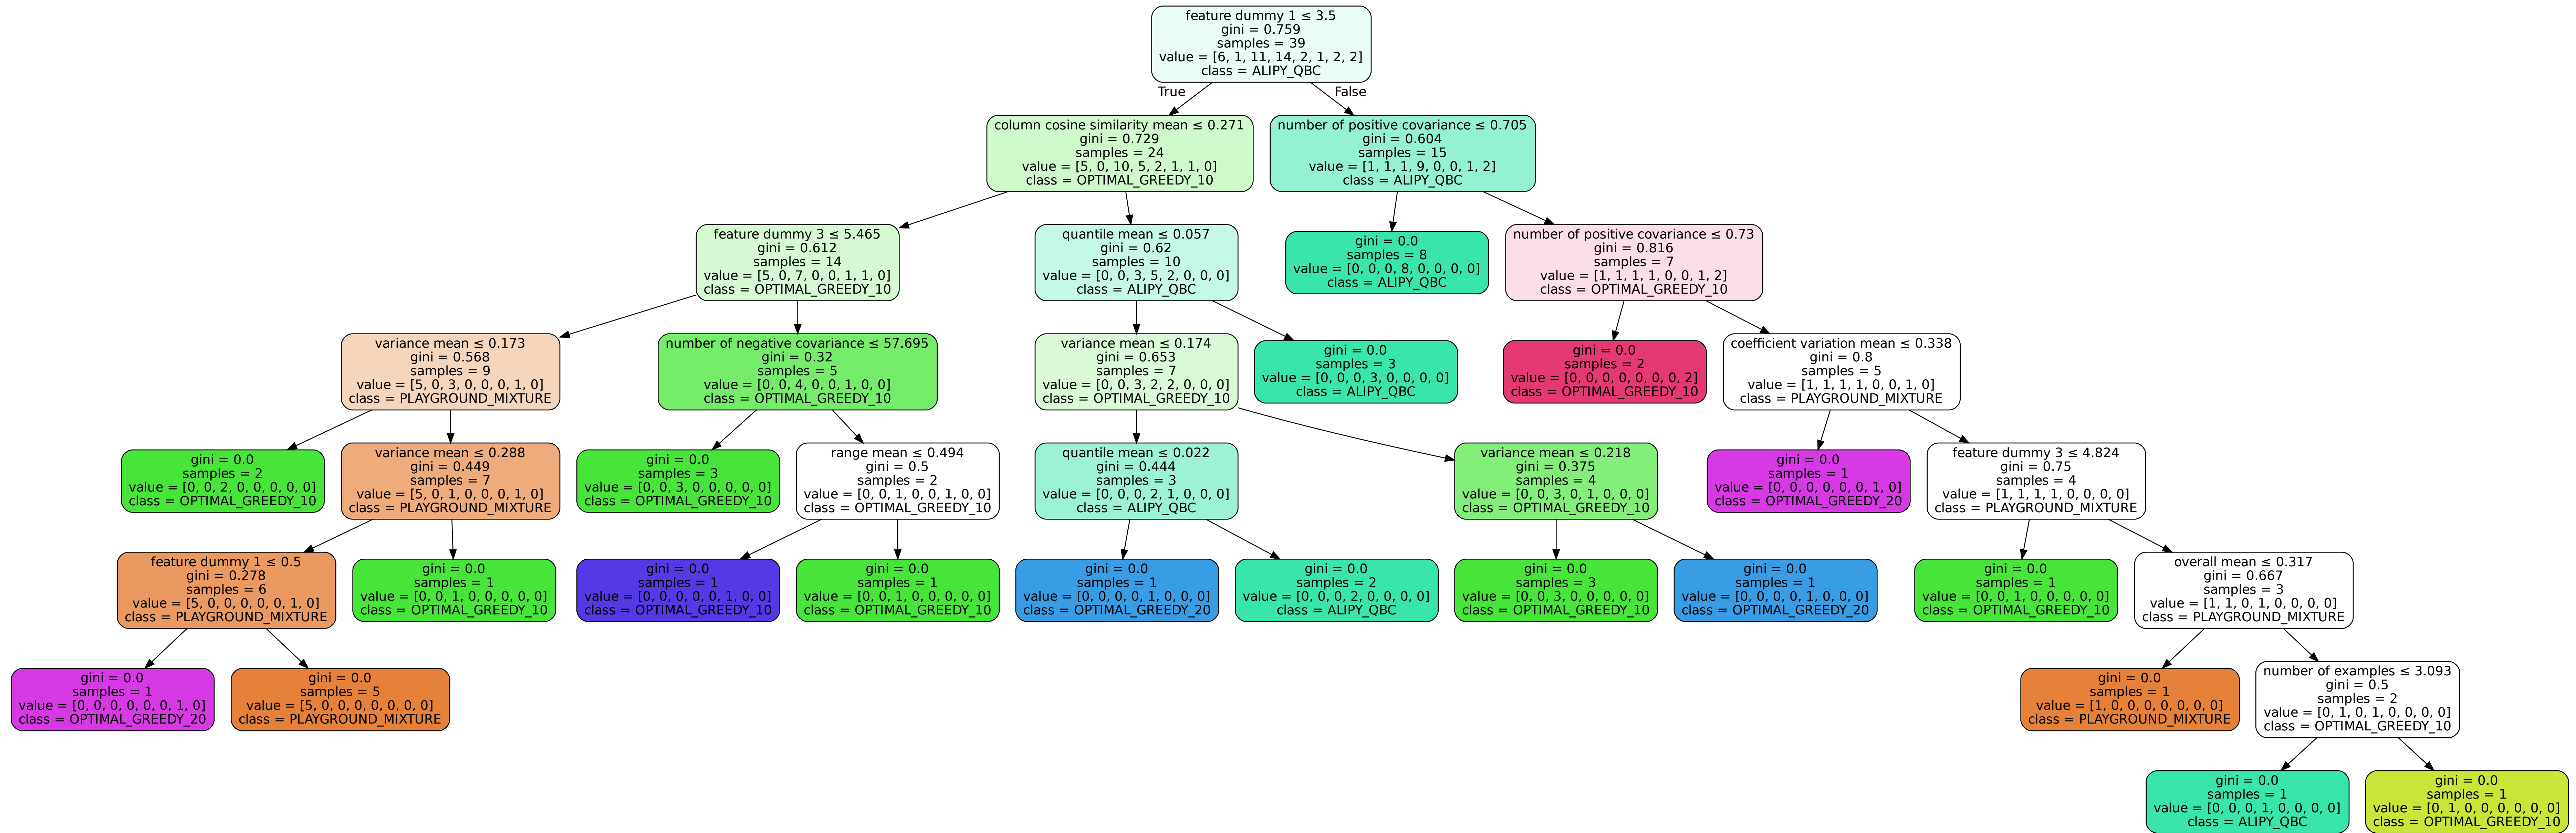 feature dummy 1 ≤ 3.5
gini = 0.759
samples = 39
value = [6, 1, 11, 14, 2, 1, 2, 2]
class = ALIPY_QBC
True
False
column cosine similarity mean ≤ 0.271
gini = 0.729
samples = 24
value = [5, 0, 10, 5, 2, 1, 1, 0]
class = OPTIMAL_GREEDY_10
number of positive covariance ≤ 0.705
gini = 0.604
samples = 15
value = [1, 1, 1, 9, 0, 0, 1, 2]
class = ALIPY_QBC
feature dummy 3 ≤ 5.465
gini = 0.612
samples = 14
value = [5, 0, 7, 0, 0, 1, 1, 0]
class = OPTIMAL_GREEDY_10
quantile mean ≤ 0.057
gini = 0.62
samples = 10
value = [0, 0, 3, 5, 2, 0, 0, 0]
class = ALIPY_QBC
gini = 0.0
samples = 8
value = [0, 0, 0, 8, 0, 0, 0, 0]
class = ALIPY_QBC
number of positive covariance ≤ 0.73
gini = 0.816
samples = 7
value = [1, 1, 1, 1, 0, 0, 1, 2]
class = OPTIMAL_GREEDY_10
variance mean ≤ 0.173
gini = 0.568
samples = 9
value = [5, 0, 3, 0, 0, 0, 1, 0]
class = PLAYGROUND_MIXTURE
number of negative covariance ≤ 57.695
gini = 0.32
samples = 5
value = [0, 0, 4, 0, 0, 1, 0, 0]
class = OPTIMAL_GREEDY_10
variance mean ≤ 0.174
gini = 0.653
samples = 7
value = [0, 0, 3, 2, 2, 0, 0, 0]
class = OPTIMAL_GREEDY_10
gini = 0.0
samples = 3
value = [0, 0, 0, 3, 0, 0, 0, 0]
class = ALIPY_QBC
gini = 0.0
samples = 2
value = [0, 0, 0, 0, 0, 0, 0, 2]
class = OPTIMAL_GREEDY_10
coefficient variation mean ≤ 0.338
gini = 0.8
samples = 5
value = [1, 1, 1, 1, 0, 0, 1, 0]
class = PLAYGROUND_MIXTURE
gini = 0.0
samples = 2
value = [0, 0, 2, 0, 0, 0, 0, 0]
class = OPTIMAL_GREEDY_10
variance mean ≤ 0.288
gini = 0.449
samples = 7
value = [5, 0, 1, 0, 0, 0, 1, 0]
class = PLAYGROUND_MIXTURE
gini = 0.0
samples = 3
value = [0, 0, 3, 0, 0, 0, 0, 0]
class = OPTIMAL_GREEDY_10
range mean ≤ 0.494
gini = 0.5
samples = 2
value = [0, 0, 1, 0, 0, 1, 0, 0]
class = OPTIMAL_GREEDY_10
quantile mean ≤ 0.022
gini = 0.444
samples = 3
value = [0, 0, 0, 2, 1, 0, 0, 0]
class = ALIPY_QBC
variance mean ≤ 0.218
gini = 0.375
samples = 4
value = [0, 0, 3, 0, 1, 0, 0, 0]
class = OPTIMAL_GREEDY_10
gini = 0.0
samples = 1
value = [0, 0, 0, 0, 0, 0, 1, 0]
class = OPTIMAL_GREEDY_20
feature dummy 3 ≤ 4.824
gini = 0.75
samples = 4
value = [1, 1, 1, 1, 0, 0, 0, 0]
class = PLAYGROUND_MIXTURE
feature dummy 1 ≤ 0.5
gini = 0.278
samples = 6
value = [5, 0, 0, 0, 0, 0, 1, 0]
class = PLAYGROUND_MIXTURE
gini = 0.0
samples = 1
value = [0, 0, 1, 0, 0, 0, 0, 0]
class = OPTIMAL_GREEDY_10
gini = 0.0
samples = 1
value = [0, 0, 0, 0, 0, 1, 0, 0]
class = OPTIMAL_GREEDY_10
gini = 0.0
samples = 1
value = [0, 0, 1, 0, 0, 0, 0, 0]
class = OPTIMAL_GREEDY_10
gini = 0.0
samples = 1
value = [0, 0, 0, 0, 1, 0, 0, 0]
class = OPTIMAL_GREEDY_20
gini = 0.0
samples = 2
value = [0, 0, 0, 2, 0, 0, 0, 0]
class = ALIPY_QBC
gini = 0.0
samples = 3
value = [0, 0, 3, 0, 0, 0, 0, 0]
class = OPTIMAL_GREEDY_10
gini = 0.0
samples = 1
value = [0, 0, 0, 0, 1, 0, 0, 0]
class = OPTIMAL_GREEDY_20
gini = 0.0
samples = 1
value = [0, 0, 1, 0, 0, 0, 0, 0]
class = OPTIMAL_GREEDY_10
overall mean ≤ 0.317
gini = 0.667
samples = 3
value = [1, 1, 0, 1, 0, 0, 0, 0]
class = PLAYGROUND_MIXTURE
gini = 0.0
samples = 1
value = [0, 0, 0, 0, 0, 0, 1, 0]
class = OPTIMAL_GREEDY_20
gini = 0.0
samples = 5
value = [5, 0, 0, 0, 0, 0, 0, 0]
class = PLAYGROUND_MIXTURE
gini = 0.0
samples = 1
value = [1, 0, 0, 0, 0, 0, 0, 0]
class = PLAYGROUND_MIXTURE
number of examples ≤ 3.093
gini = 0.5
samples = 2
value = [0, 1, 0, 1, 0, 0, 0, 0]
class = OPTIMAL_GREEDY_10
gini = 0.0
samples = 1
value = [0, 0, 0, 1, 0, 0, 0, 0]
class = ALIPY_QBC
gini = 0.0
samples = 1
value = [0, 1, 0, 0, 0, 0, 0, 0]
class = OPTIMAL_GREEDY_10